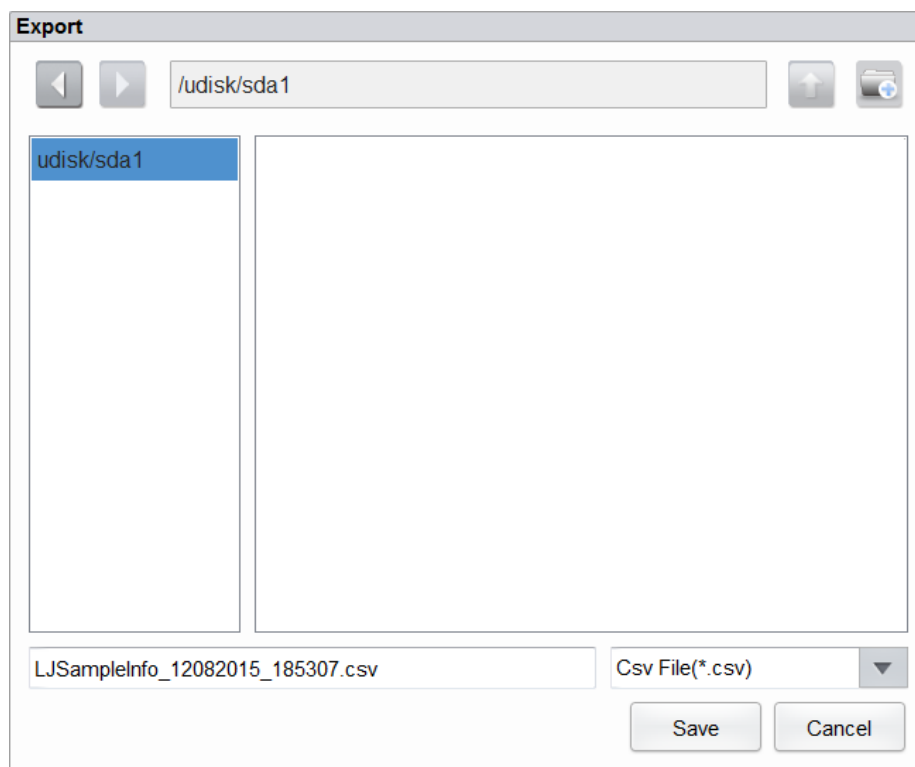 Export
/udisk/sda1
udisk/sda1
LJSampleInfo_12082015_185307.csv
Csv File(*.csv)
Save
Cancel